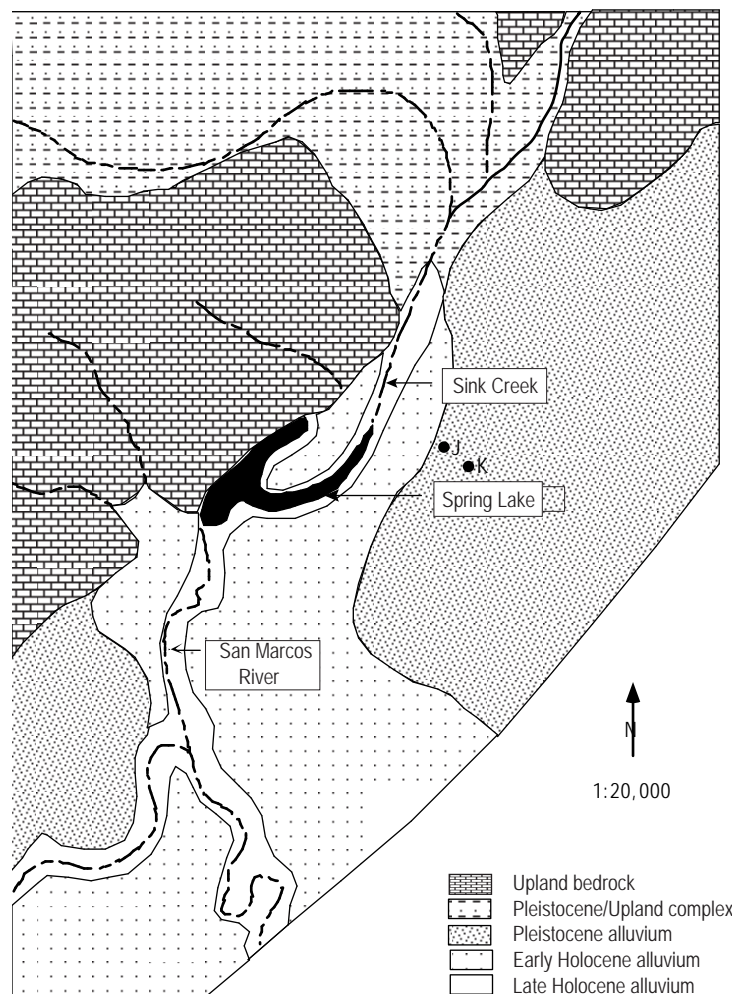 Sink Creek
J
K
Spring Lake
San Marcos
River
N
1:20,000
Upland bedrock
Pleistocene/Upland complex
Pleistocene alluvium
Early Holocene alluvium
Late Holocene alluvium